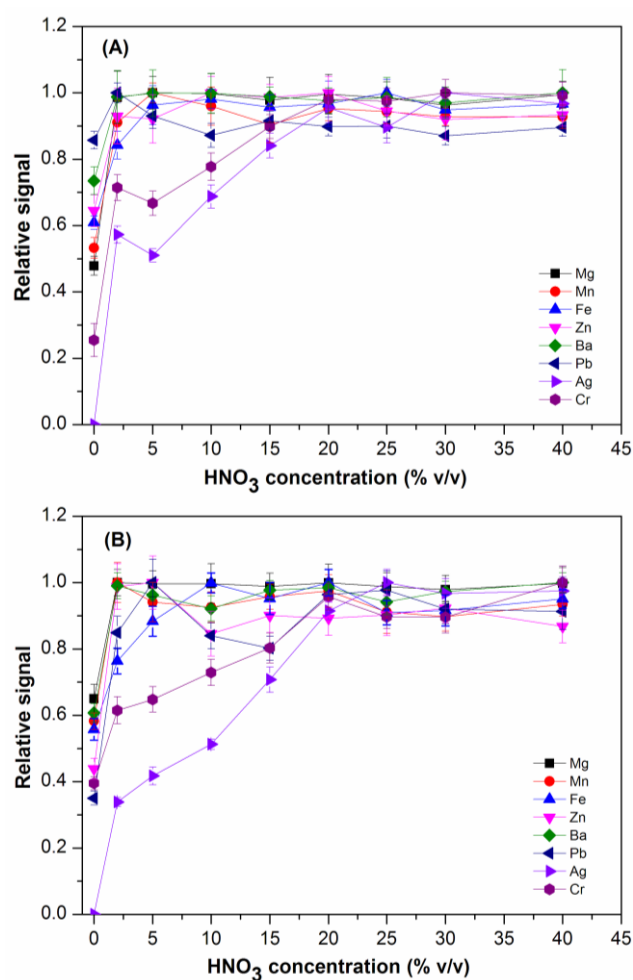 (A)
1.2
1.0
0.8
0.6
0.4
0.2
0.0
Relative signal
Mg
Mn
Fe
Zn
Ba
Pb
Ag
Cr
0 5 10 15 20 25 30 35 40 45
HNO3 concentration (% v/v)
(B)
1.2
1.0
0.8
0.6
0.4
0.2
0.0
Relative signal
Mg
Mn
Fe
Zn
Ba
Pb
Ag
Cr
0 5 10 15 20 25 30 35 40 45
HNO3 concentration (% v/v)